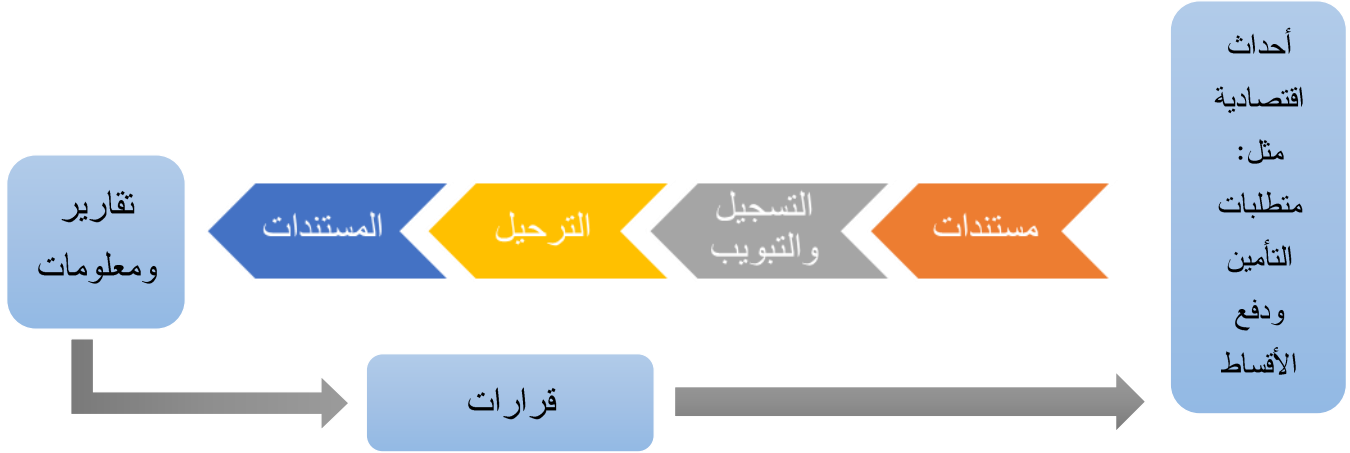 أحداث
اقتصادية
مثل:
متطلبات
التأمين
ودفع
الأقساط
مستندات
التسجيل
والتبويب
الترحيل
المستندات
تقارير
ومعلومات
قرارات